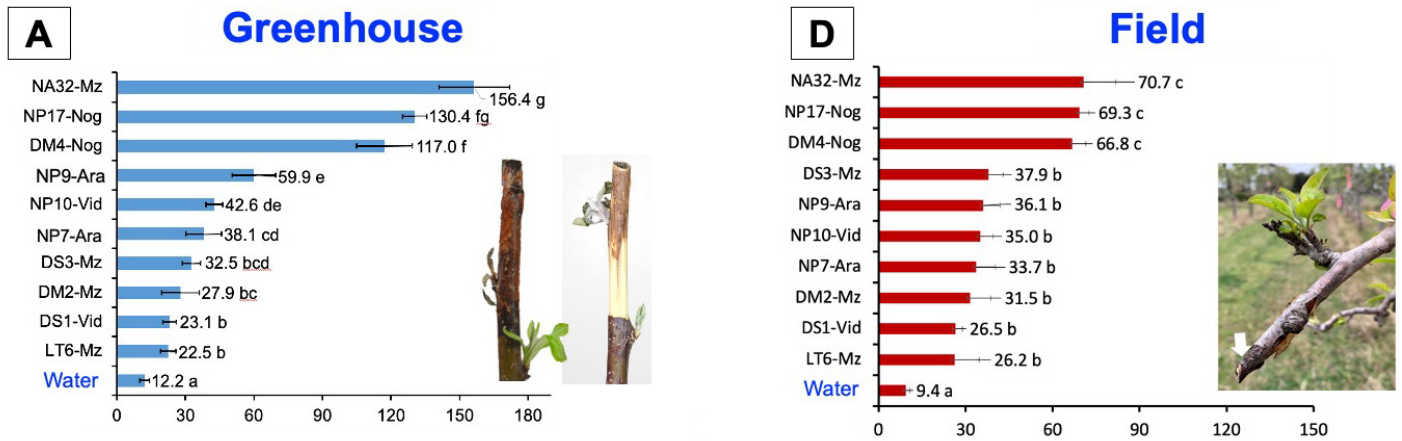 A
Greenhouse
NA32-Mz 156.4 g
NP17-Nog 130.4 fg
DM4-Nog 117.0 f
NP9-Ara 59.9 e
NP10-Vid 42.6 de
NP7-Ara 38.1 cd
DS3-Mz 32.5 bcd
DM2-Mz 27.9 bc
DS1-Vid 23.1 b
LT6-Mz 22.5 b
Water 12.2 a
0 30 60 90 120 150 180
D
Field
NA32-Mz 70.7 c
NP17-Nog 69.3 c
DM4-Nog 66.8 c
DS3-Mz 37.9 b
NP9-Ara 36.1 b
NP10-Vid 35.0 b
NP7-Ara 33.7 b
DM2-Mz 31.5 b
DS1-Vid 26.5 b
LT6-Mz 26.2 b
Water 9.4 a
0 30 60 90 120 150